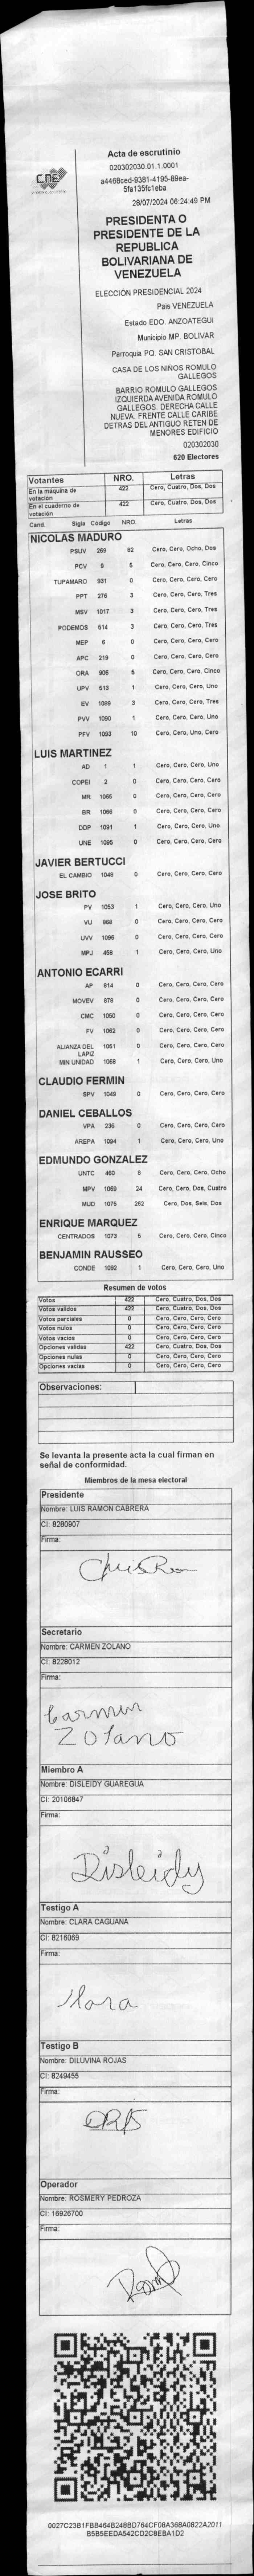 CNE
Acta de escrutinio
020302030.01.1.0001
a4468ced-9381-4195-89ea-
5fa135fc1eba
28/07/2024 06:24:49 PM
PRESIDENTA O
PRESIDENTE DE LA
REPUBLICA
BOLIVARIANA DE
VENEZUELA
ELECCIÓN PRESIDENCIAL 2024
País VENEZUELA
Estado EDO. ANZOATEGUI
Municipio MP. BOLIVAR
Parroquia PQ. SAN CRISTOBAL
CASA DE LOS NIÑOS ROMULO
GALLEGOS
BARRIO ROMULO GALLEGOS
IZQUIERDA AVENIDA ROMULO
GALLEGOS. DERECHA CALLE
NUEVA. FRENTE CALLE CARIBE
DETRAS DEL ANTIGUO RETEN DE
MENORES EDIFICIO
020302030
620 Electores
Votantes NRO. Letras
En la máquina de votación 422 Cero, Cuatro, Dos, Dos
En el cuaderno de votación 422 Cero, Cuatro, Dos, Dos
Cand. Sigla Código NRO. Letras
NICOLAS MADURO
PSUV 269 82 Cero, Cero, Ocho, Dos
PCV 9 5 Cero, Cero, Cero, Cinco
TUPAMARO 931 0 Cero, Cero, Cero, Cero
PPT 276 3 Cero, Cero, Cero, Tres
MSV 1017 3 Cero, Cero, Cero, Tres
PODEMOS 514 3 Cero, Cero, Cero, Tres
MEP 6 0 Cero, Cero, Cero, Cero
APC 219 0 Cero, Cero, Cero, Cero
ORA 906 5 Cero, Cero, Cero, Cinco
UPV 513 1 Cero, Cero, Cero, Uno
EV 1089 3 Cero, Cero, Cero, Tres
PVV 1090 1 Cero, Cero, Cero, Uno
PFV 1093 10 Cero, Cero, Uno, Cero
LUIS MARTINEZ
AD 1 1 Cero, Cero, Cero, Uno
COPEI 2 0 Cero, Cero, Cero, Cero
MR 1065 0 Cero, Cero, Cero, Cero
BR 1066 0 Cero, Cero, Cero, Cero
DDP 1091 1 Cero, Cero, Cero, Uno
UNE 1095 0 Cero, Cero, Cero, Cero
JAVIER BERTUCCI
EL CAMBIO 1049 0 Cero, Cero, Cero, Cero
JOSE BRITO
PV 1053 1 Cero, Cero, Cero, Uno
VU 968 0 Cero, Cero, Cero, Cero
UVV 1096 0 Cero, Cero, Cero, Cero
MPJ 458 1 Cero, Cero, Cero, Uno
ANTONIO ECARRI
AP 814 0 Cero, Cero, Cero, Cero
MOVEV 878 0 Cero, Cero, Cero, Cero
CMC 1050 0 Cero, Cero, Cero, Cero
FV 1062 0 Cero, Cero, Cero, Cero
ALIANZA DEL LAPIZ 1051 0 Cero, Cero, Cero, Cero
MIN UNIDAD 1068 1 Cero, Cero, Cero, Uno
CLAUDIO FERMIN
SPV 1048 0 Cero, Cero, Cero, Cero
DANIEL CEBALLOS
VPA 236 0 Cero, Cero, Cero, Cero
AREPA 1094 1 Cero, Cero, Cero, Uno
EDMUNDO GONZALEZ
UNTC 460 8 Cero, Cero, Cero, Ocho
MPV 1069 24 Cero, Cero, Dos, Cuatro
MUD 1075 262 Cero, Dos, Seis, Dos
ENRIQUE MARQUEZ
CENTRADOS 1073 5 Cero, Cero, Cero, Cinco
BENJAMIN RAUSSEO
CONDE 1092 1 Cero, Cero, Cero, Uno
Resumen de votos
Votos 422 Cero, Cuatro, Dos, Dos
Votos validos 422 Cero, Cuatro, Dos, Dos
Votos parciales 0 Cero, Cero, Cero, Cero
Votos nulos 0 Cero, Cero, Cero, Cero
Votos vacios 0 Cero, Cero, Cero, Cero
Opciones validas 422 Cero, Cuatro, Dos, Dos
Opciones nulas 0 Cero, Cero, Cero, Cero
Opciones vacias 0 Cero, Cero, Cero, Cero
Observaciones:
Se levanta la presente acta la cual firman en
señal de conformidad.
Miembros de la mesa electoral
Presidente
Nombre: LUIS RAMON CABRERA
CI: 8280907
Firma:
Secretario
Nombre: CARMEN ZOLANO
CI: 8228012
Firma:
Carmen
Zolano
Miembro A
Nombre: DISLEIDY GUAREGUA
CI: 20106847
Firma:
Disleidy
Testigo A
Nombre: CLARA CAGUANA
CI: 8216069
Firma:
Testigo B
Nombre: DILUVINA ROJAS
CI: 8249455
Firma:
Operador
Nombre: ROSMERY PEDROZA
CI: 16926700
Firma:
0027C23B1FBB464B248BD764CF08A368A0822A2011
B5B5EEDA542CD2C8EBA1D2